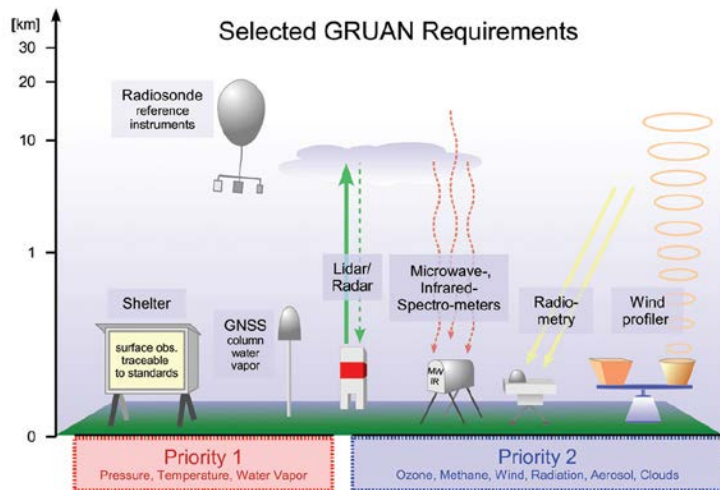 Selected GRUAN Requirements
[km]
30
20
10
1
0
Radiosonde
reference
instruments
Shelter
surface obs.
traceable
to standards
GNSS
column
water
vapor
Lidar/
Radar
Microwave-,
Infrared-
Spectro-meters
MW
IR
Radio-
metry
Wind
profiler
Priority 1
Pressure, Temperature, Water Vapor
Priority 2
Ozone, Methane, Wind, Radiation, Aerosol, Clouds